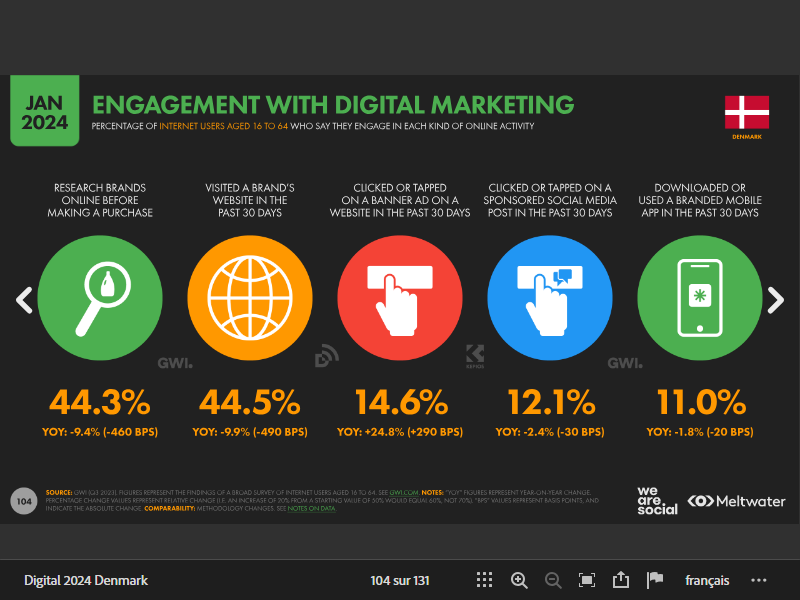 JAN
2024
ENGAGEMENT WITH DIGITAL MARKETING
PERCENTAGE OF INTERNET USERS AGED 16 TO 64 WHO SAY THEY ENGAGE IN EACH KIND OF ONLINE ACTIVITY
DENMARK
RESEARCH BRANDS
ONLINE BEFORE
MAKING A PURCHASE
VISITED A BRAND'S
WEBSITE IN THE
PAST 30 DAYS
CLICKED OR TAPPED
ON A BANNER AD ON A
WEBSITE IN THE PAST 30 DAYS
CLICKED OR TAPPED ON A
SPONSORED SOCIAL MEDIA
POST IN THE PAST 30 DAYS
DOWNLOADED OR
USED A BRANDED MOBILE
APP IN THE PAST 30 DAYS
GWI.
KEPIOS
GWI.
44.3%
YOY: -9.4% (-460 BPS)
44.5%
YOY: -9.9% (-490 BPS)
14.6%
YOY: +24.8% (+290 BPS)
12.1%
YOY: -2.4% (-30 BPS)
11.0%
YOY: -1.8% (-20 BPS)
104
SOURCE: GWI (Q3 2023). FIGURES REPRESENT THE FINDINGS OF A BROAD SURVEY OF INTERNET USERS AGED 16 TO 64. SEE GWI.COM. NOTES: "YOY" FIGURES REPRESENT YEAR-ON-YEAR CHANGE.
PERCENTAGE CHANGE VALUES REPRESENT RELATIVE CHANGE (I.E. AN INCREASE OF 20% FROM A STARTING VALUE OF 50% WOULD EQUAL 60%, NOT 70%). "BPS" VALUES REPRESENT BASIS POINTS, AND
INDICATE THE ABSOLUTE CHANGE. COMPARABILITY: METHODOLOGY CHANGES. SEE NOTES ON DATA.
we
are.
social
Meltwater
Digital 2024 Denmark
104 sur 131
français